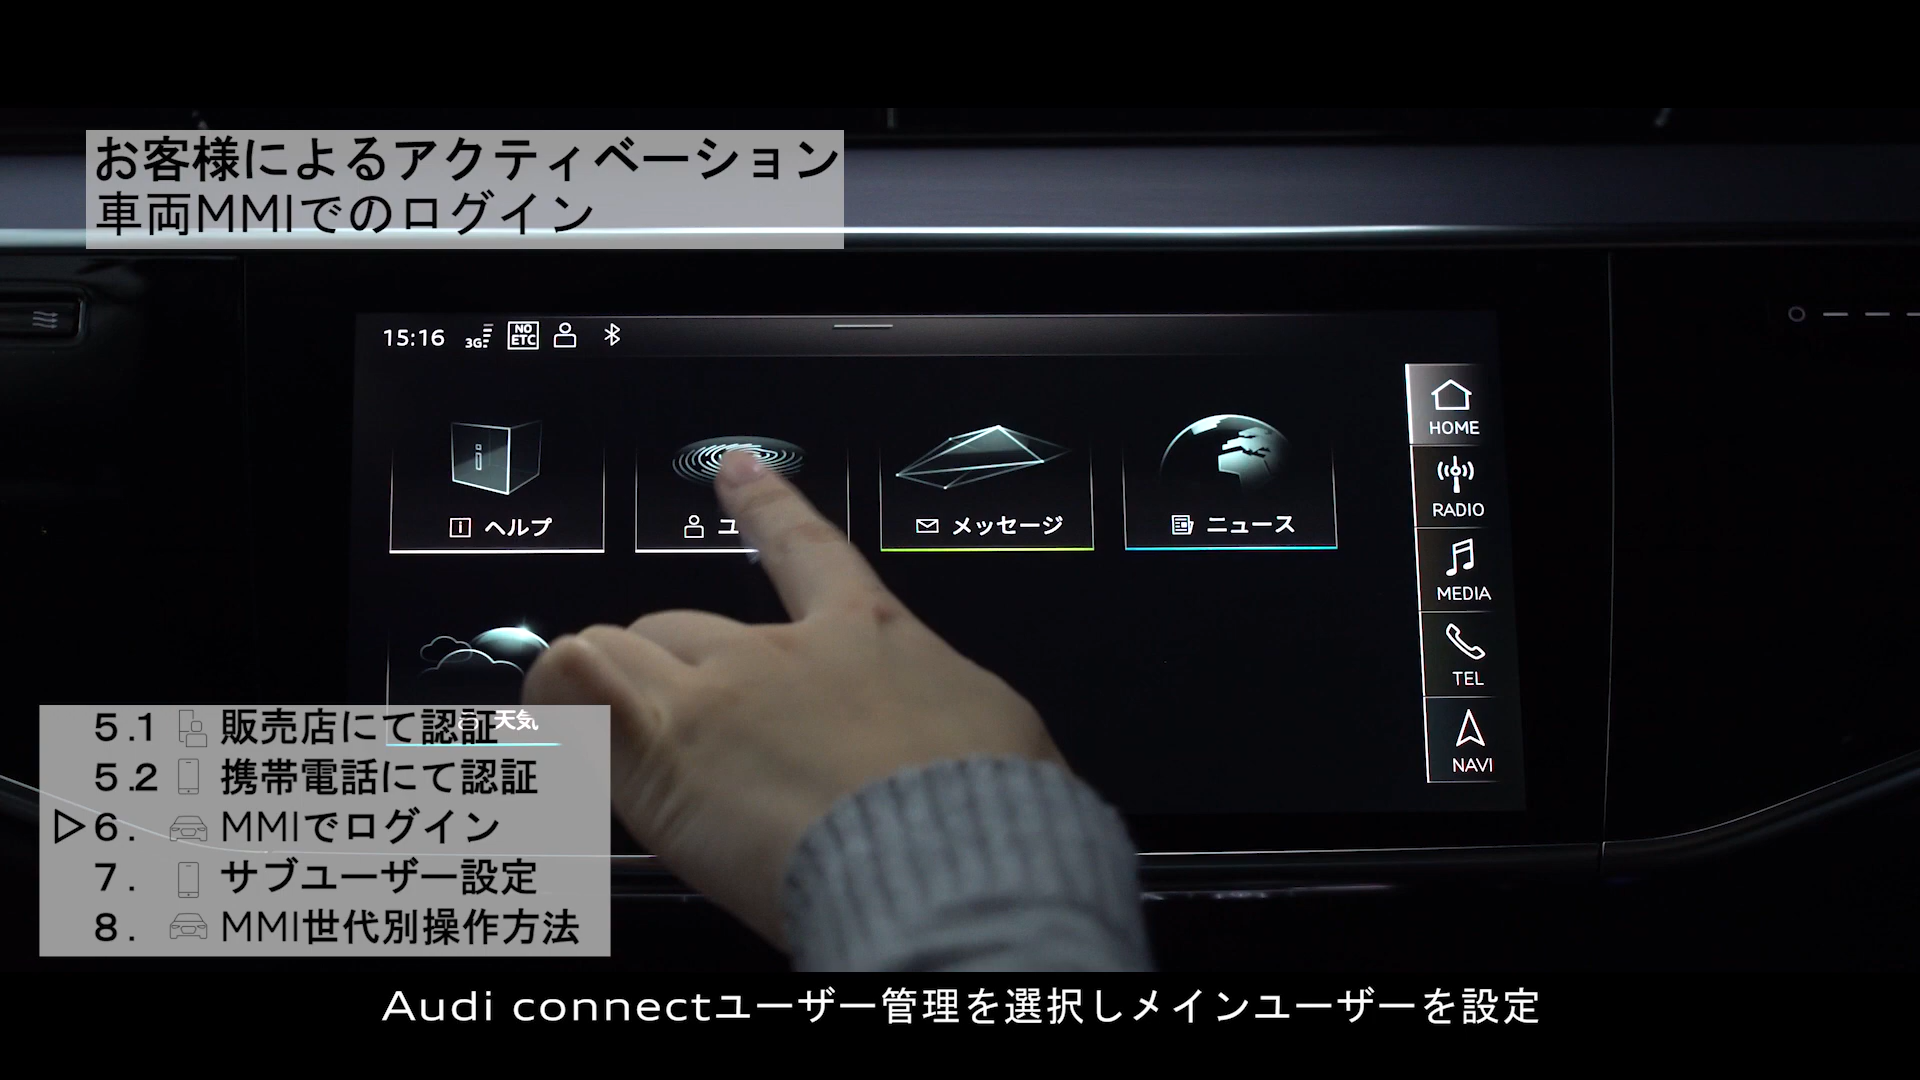 お客様によるアクティベーション
車両MMIでのログイン
15:16 3G NO ETC
HOME
RADIO
MEDIA
TEL
NAVI
ヘルプ
ユ
メッセージ
ニュース
天気
5.1 販売店にて認証
5.2 携帯電話にて認証
▷6. MMIでログイン
7. サブユーザー設定
8. MMI世代別操作方法
Audi connectユーザー管理を選択しメインユーザーを設定